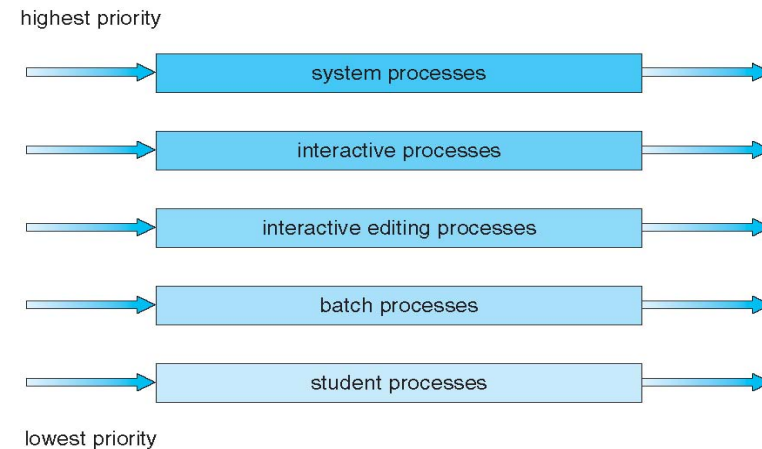 highest priority
system processes
interactive processes
interactive editing processes
batch processes
student processes
lowest priority